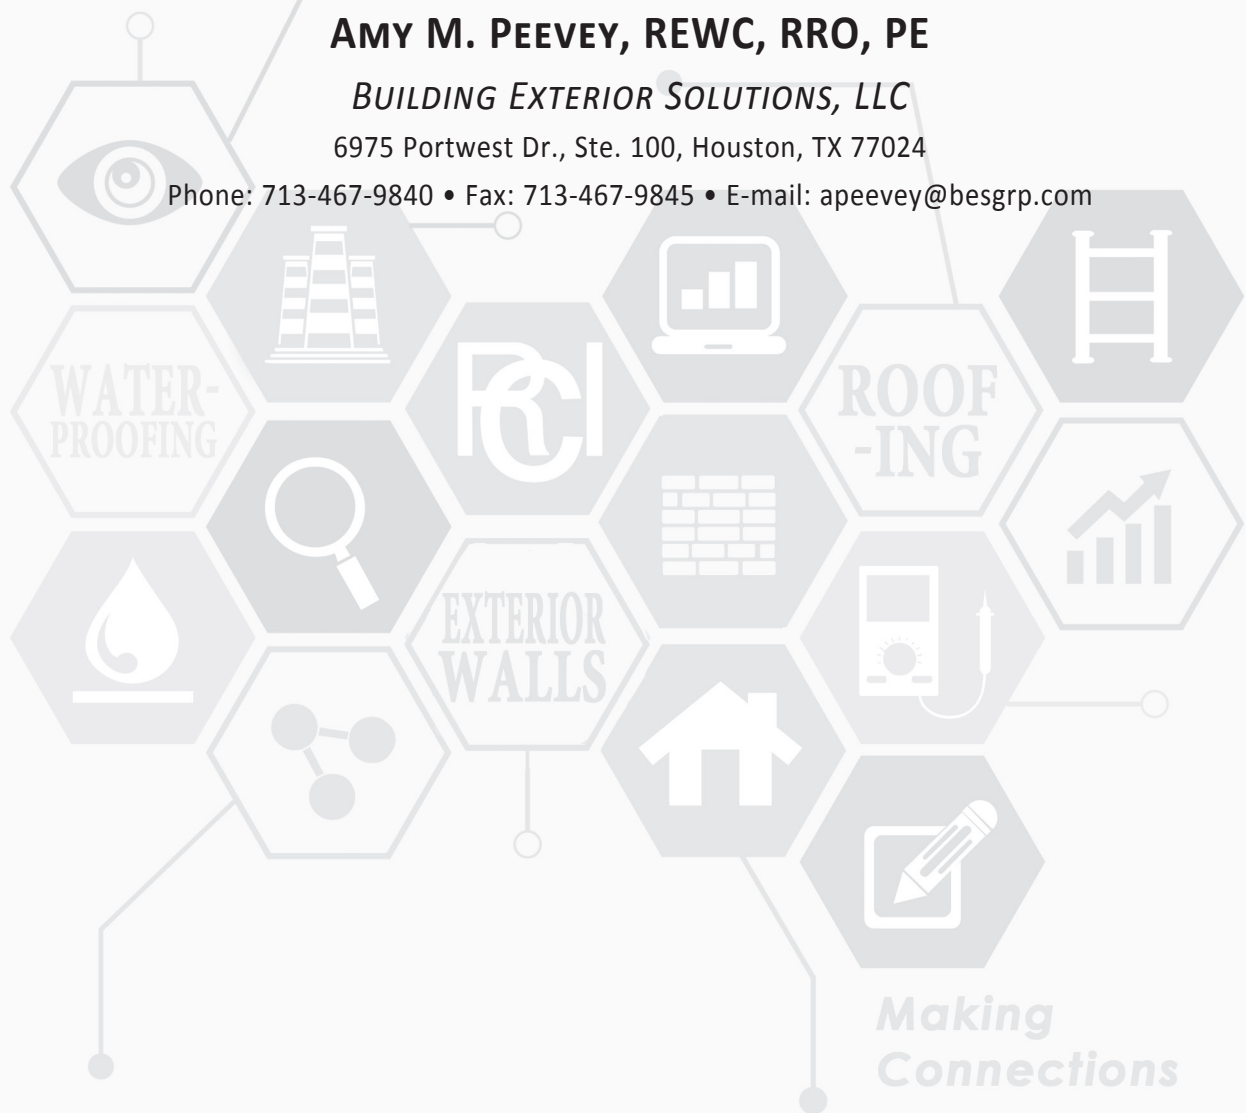 AMY M. PEEVEY, REWC, RRO, PE
BUILDING EXTERIOR SOLUTIONS, LLC
6975 Portwest Dr., Ste. 100, Houston, TX 77024
Phone: 713-467-9840 • Fax: 713-467-9845 • E-mail: apeevey@besgrp.com
WATER-
PROOFING
RCI
ROOF
-ING
EXTERIOR
WALLS
Making
Connections